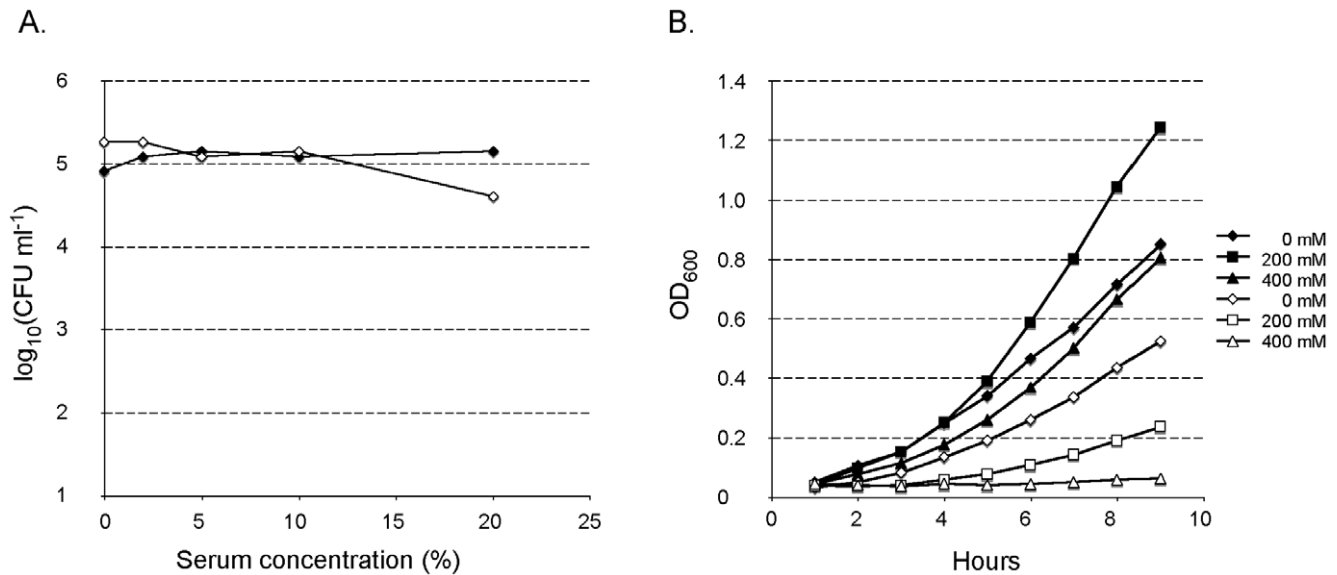 A.
6
5
4
3
2
1
0 5 10 15 20 25
log₁₀(CFU ml⁻¹)
Serum concentration (%)
B.
1.4
1.2
1.0
0.8
0.6
0.4
0.2
0
0 2 4 6 8 10
OD₆₀₀
Hours
0 mM
200 mM
400 mM
0 mM
200 mM
400 mM